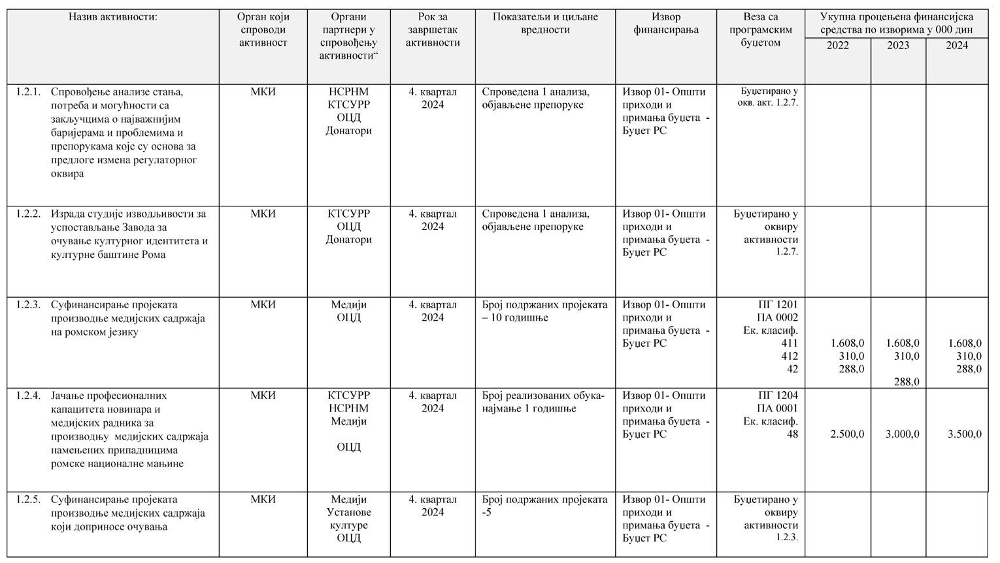 Назив активности:
Орган који
спроводи
активност
Органи
партнери у
спровођењу
активности“
Рок за
завршетак
активности
Показатељи и циљане
вредности
Извор
финансирања
Веза са
програмским
буџетом
Укупна процењена финансијска
средства по изворима у 000 дин
2022
2023
2024
1.2.1. Спровођење анализе стања,
потреба и могућности са
закључцима о најважнијим
баријерама и проблемима и
препорукама које су основа за
предлоге измена регулаторног
оквира
МКИ
НСРНМ
КТСУРР
ОЦД
Донатори
4. квартал
2024
Спроведена 1 анализа,
објављене препоруке
Извор 01- Општи
приходи и
примања буџета -
Буџет РС
Буџетирано у
окв. акт. 1.2.7.
1.2.2. Израда студије изводљивости за
успостављање Завода за
очување културног идентитета и
културне баштине Рома
МКИ
КТСУРР
ОЦД
Донатори
4. квартал
2024
Спроведена 1 анализа,
објављене препоруке
Извор 01- Општи
приходи и
примања буџета -
Буџет РС
Буџетирано у
оквиру
активности
1.2.7.
1.2.3. Суфинансирање пројеката
производње медијских садржаја
на ромском језику
МКИ
Медији
ОЦД
4. квартал
2024
Број подржаних пројеката
– 10 годишње
Извор 01- Општи
приходи и
примања буџета -
Буџет РС
ПГ 1201
ПА 0002
Ек. класиф.
411
412
42
1.608,0
310,0
288,0
1.608,0
310,0
288,0
1.608,0
310,0
288,0
1.2.4. Јачање професионалних
капацитета новинара и
медијских радника за
производњу медијских садржаја
намењених припадницима
ромске националне мањине
МКИ
КТСУРР
НСРНМ
Медији
ОЦД
4. квартал
2024
Број реализованих обука-
најмање 1 годишње
Извор 01- Општи
приходи и
примања буџета -
Буџет РС
ПГ 1204
ПА 0001
Ек. класиф.
48
2.500,0
3.000,0
3.500,0
1.2.5. Суфинансирање пројеката
производње медијских садржаја
који доприносе очувања
МКИ
Медији
Установе
културе
ОЦД
4. квартал
2024
Број подржаних пројеката
-5
Извор 01- Општи
приходи и
примања буџета -
Буџет РС
Буџетирано у
оквиру
активности
1.2.3.